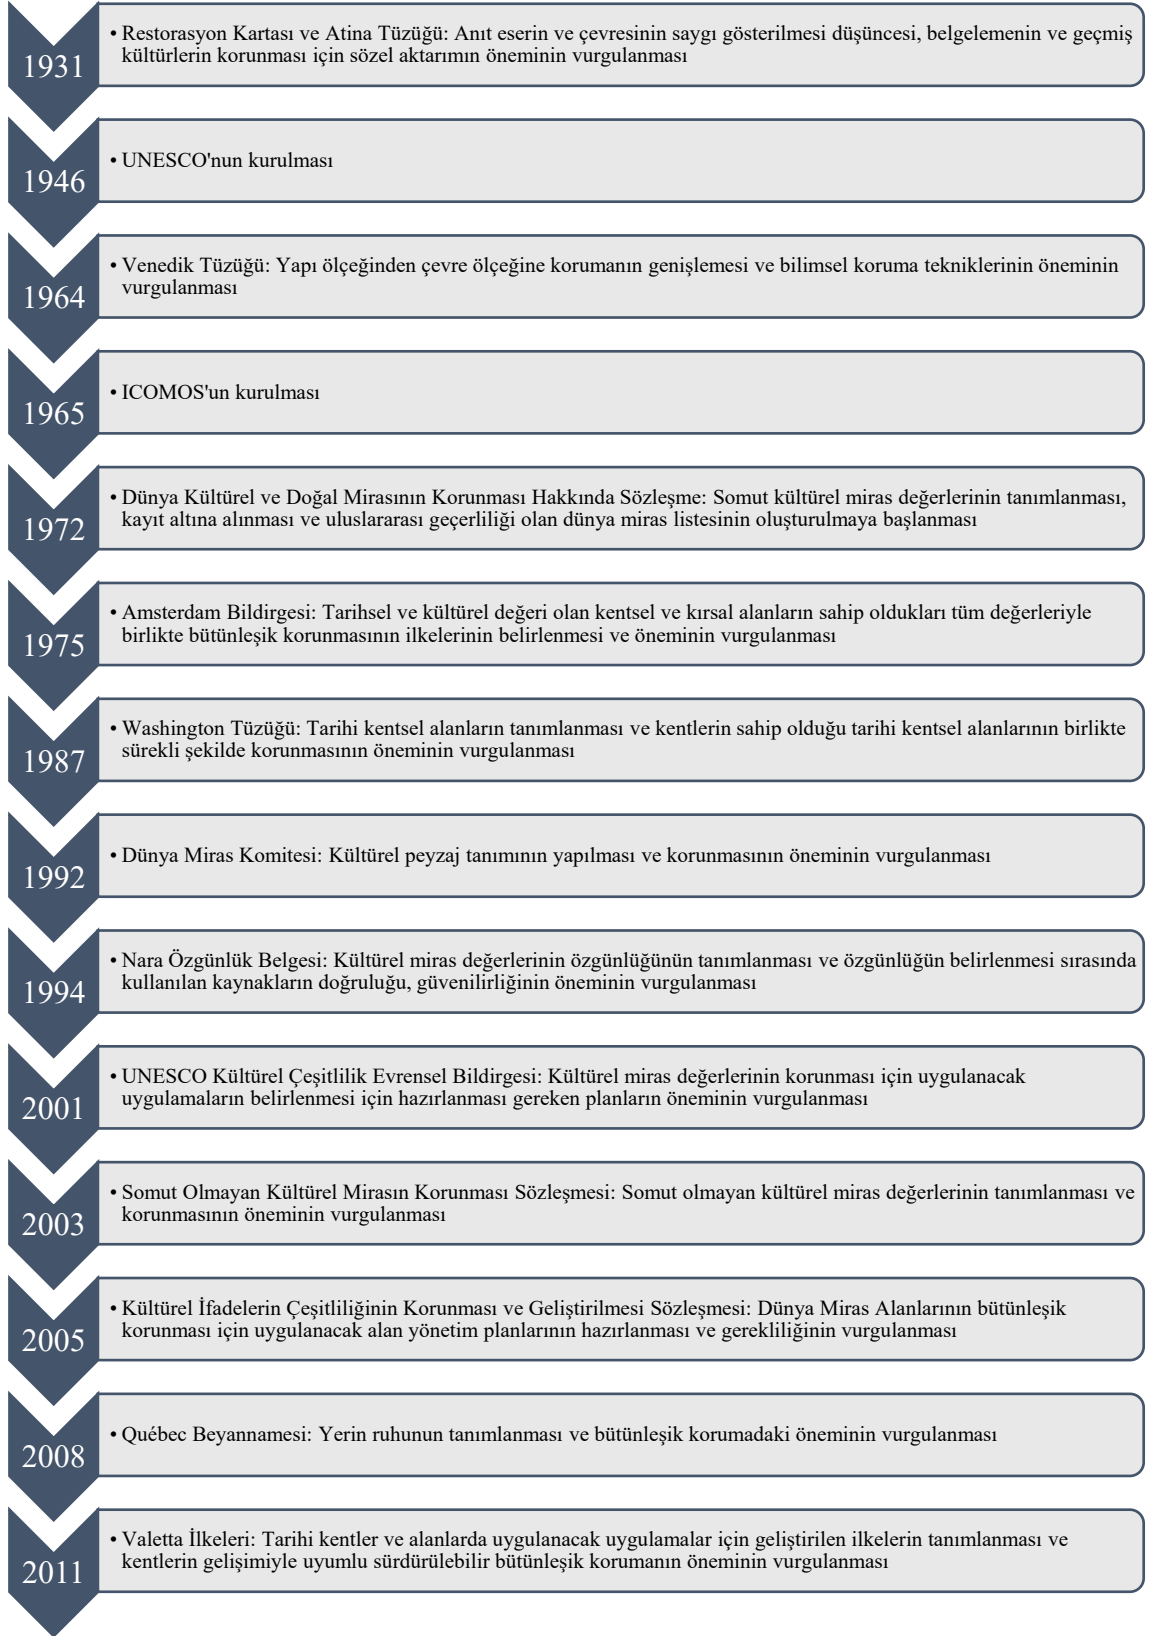 1931
• Restorasyon Kartası ve Atina Tüzüğü: Anıt eserin ve çevresinin saygı gösterilmesi düşüncesi, belgelemenin ve geçmiş
kültürlerin korunması için sözel aktarımın öneminin vurgulanması
1946
• UNESCO'nun kurulması
1964
• Venedik Tüzüğü: Yapı ölçeğinden çevre ölçeğine korumanın genişlemesi ve bilimsel koruma tekniklerinin öneminin
vurgulanması
1965
• ICOMOS'un kurulması
1972
• Dünya Kültürel ve Doğal Mirasının Korunması Hakkında Sözleşme: Somut kültürel miras değerlerinin tanımlanması,
kayıt altına alınması ve uluslararası geçerliliği olan dünya miras listesinin oluşturulmaya başlanması
1975
• Amsterdam Bildirgesi: Tarihsel ve kültürel değeri olan kentsel ve kırsal alanların sahip oldukları tüm değerleriyle
birlikte bütünleşik korunmasının ilkelerinin belirlenmesi ve öneminin vurgulanması
1987
• Washington Tüzüğü: Tarihi kentsel alanların tanımlanması ve kentlerin sahip olduğu tarihi kentsel alanlarının birlikte
sürekli şekilde korunmasının öneminin vurgulanması
1992
• Dünya Miras Komitesi: Kültürel peyzaj tanımının yapılması ve korunmasının öneminin vurgulanması
1994
• Nara Özgünlük Belgesi: Kültürel miras değerlerinin özgünlüğünün tanımlanması ve özgünlüğün belirlenmesi sırasında
kullanılan kaynakların doğruluğu, güvenilirliğinin öneminin vurgulanması
2001
• UNESCO Kültürel Çeşitlilik Evrensel Bildirgesi: Kültürel miras değerlerinin korunması için uygulanacak
uygulamaların belirlenmesi için hazırlanması gereken planların öneminin vurgulanması
2003
• Somut Olmayan Kültürel Mirasın Korunması Sözleşmesi: Somut olmayan kültürel miras değerlerinin tanımlanması ve
korunmasının öneminin vurgulanması
2005
• Kültürel İfadelerin Çeşitliliğinin Korunması ve Geliştirilmesi Sözleşmesi: Dünya Miras Alanlarının bütünleşik
korunması için uygulanacak alan yönetim planlarının hazırlanması ve gerekliliğinin vurgulanması
2008
• Québec Beyannamesi: Yerin ruhunun tanımlanması ve bütünleşik korumadaki öneminin vurgulanması
2011
• Valetta İlkeleri: Tarihi kentler ve alanlarda uygulanacak uygulamalar için geliştirilen ilkelerin tanımlanması ve
kentlerin gelişimiyle uyumlu sürdürülebilir bütünleşik korumanın öneminin vurgulanması